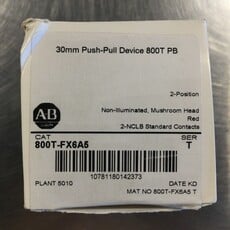 30mm Push-Pull Device 800T PB
2-Position
Non-Illuminated, Mushroom Head
Red
2-NCLB Standard Contacts
AB
CAT SER
800T-FX6A5 T
10781180142373
PLANT 5010 DATE KD
MAT NO 800T-FX6A5 T